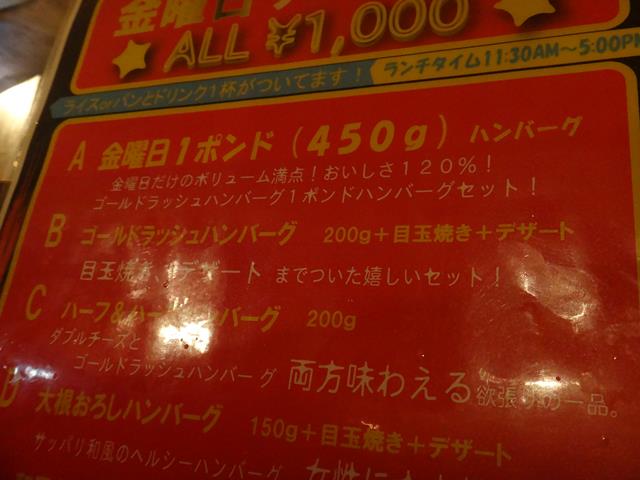 金曜日
ALL ¥1,000
ランチタイム11:30AM～5:00PM
ライスorパンとドリンク1杯がついてます！
A 金曜日1ポンド（450g）ハンバーグ
金曜日だけのボリューム満点！おいしさ120%！
ゴールドラッシュハンバーグ1ポンドハンバーグセット！
B ゴールドラッシュハンバーグ 200g＋目玉焼き＋デザート
目玉焼き、デザート までついた嬉しいセット！
C ハーフ&ハーフハンバーグ 200g
ダブルチーズと
ゴールドラッシュハンバーグ 両方味わえる欲張りの一品。
D 大根おろしハンバーグ 150g＋目玉焼き＋デザート
サッパリ和風のヘルシーハンバーグ 女性に